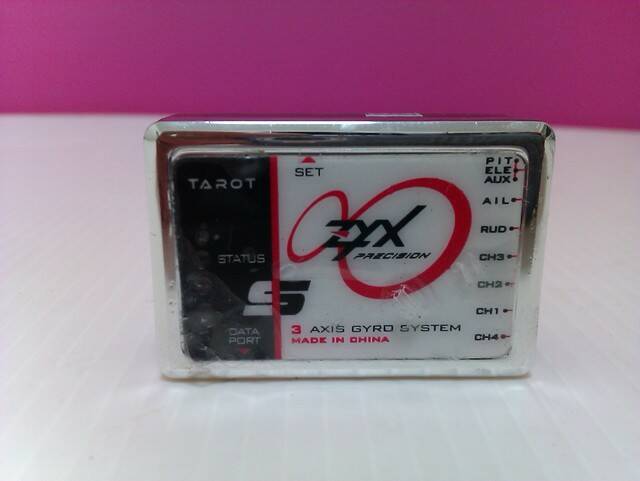 TAROT
STATUS
S
DATA
PORT
SET
ZYX
PRECISION
3 AXIS GYRO SYSTEM
MADE IN CHINA
PIT
ELE
AUX
AIL
RUD
CH3
CH2
CH1
CH4